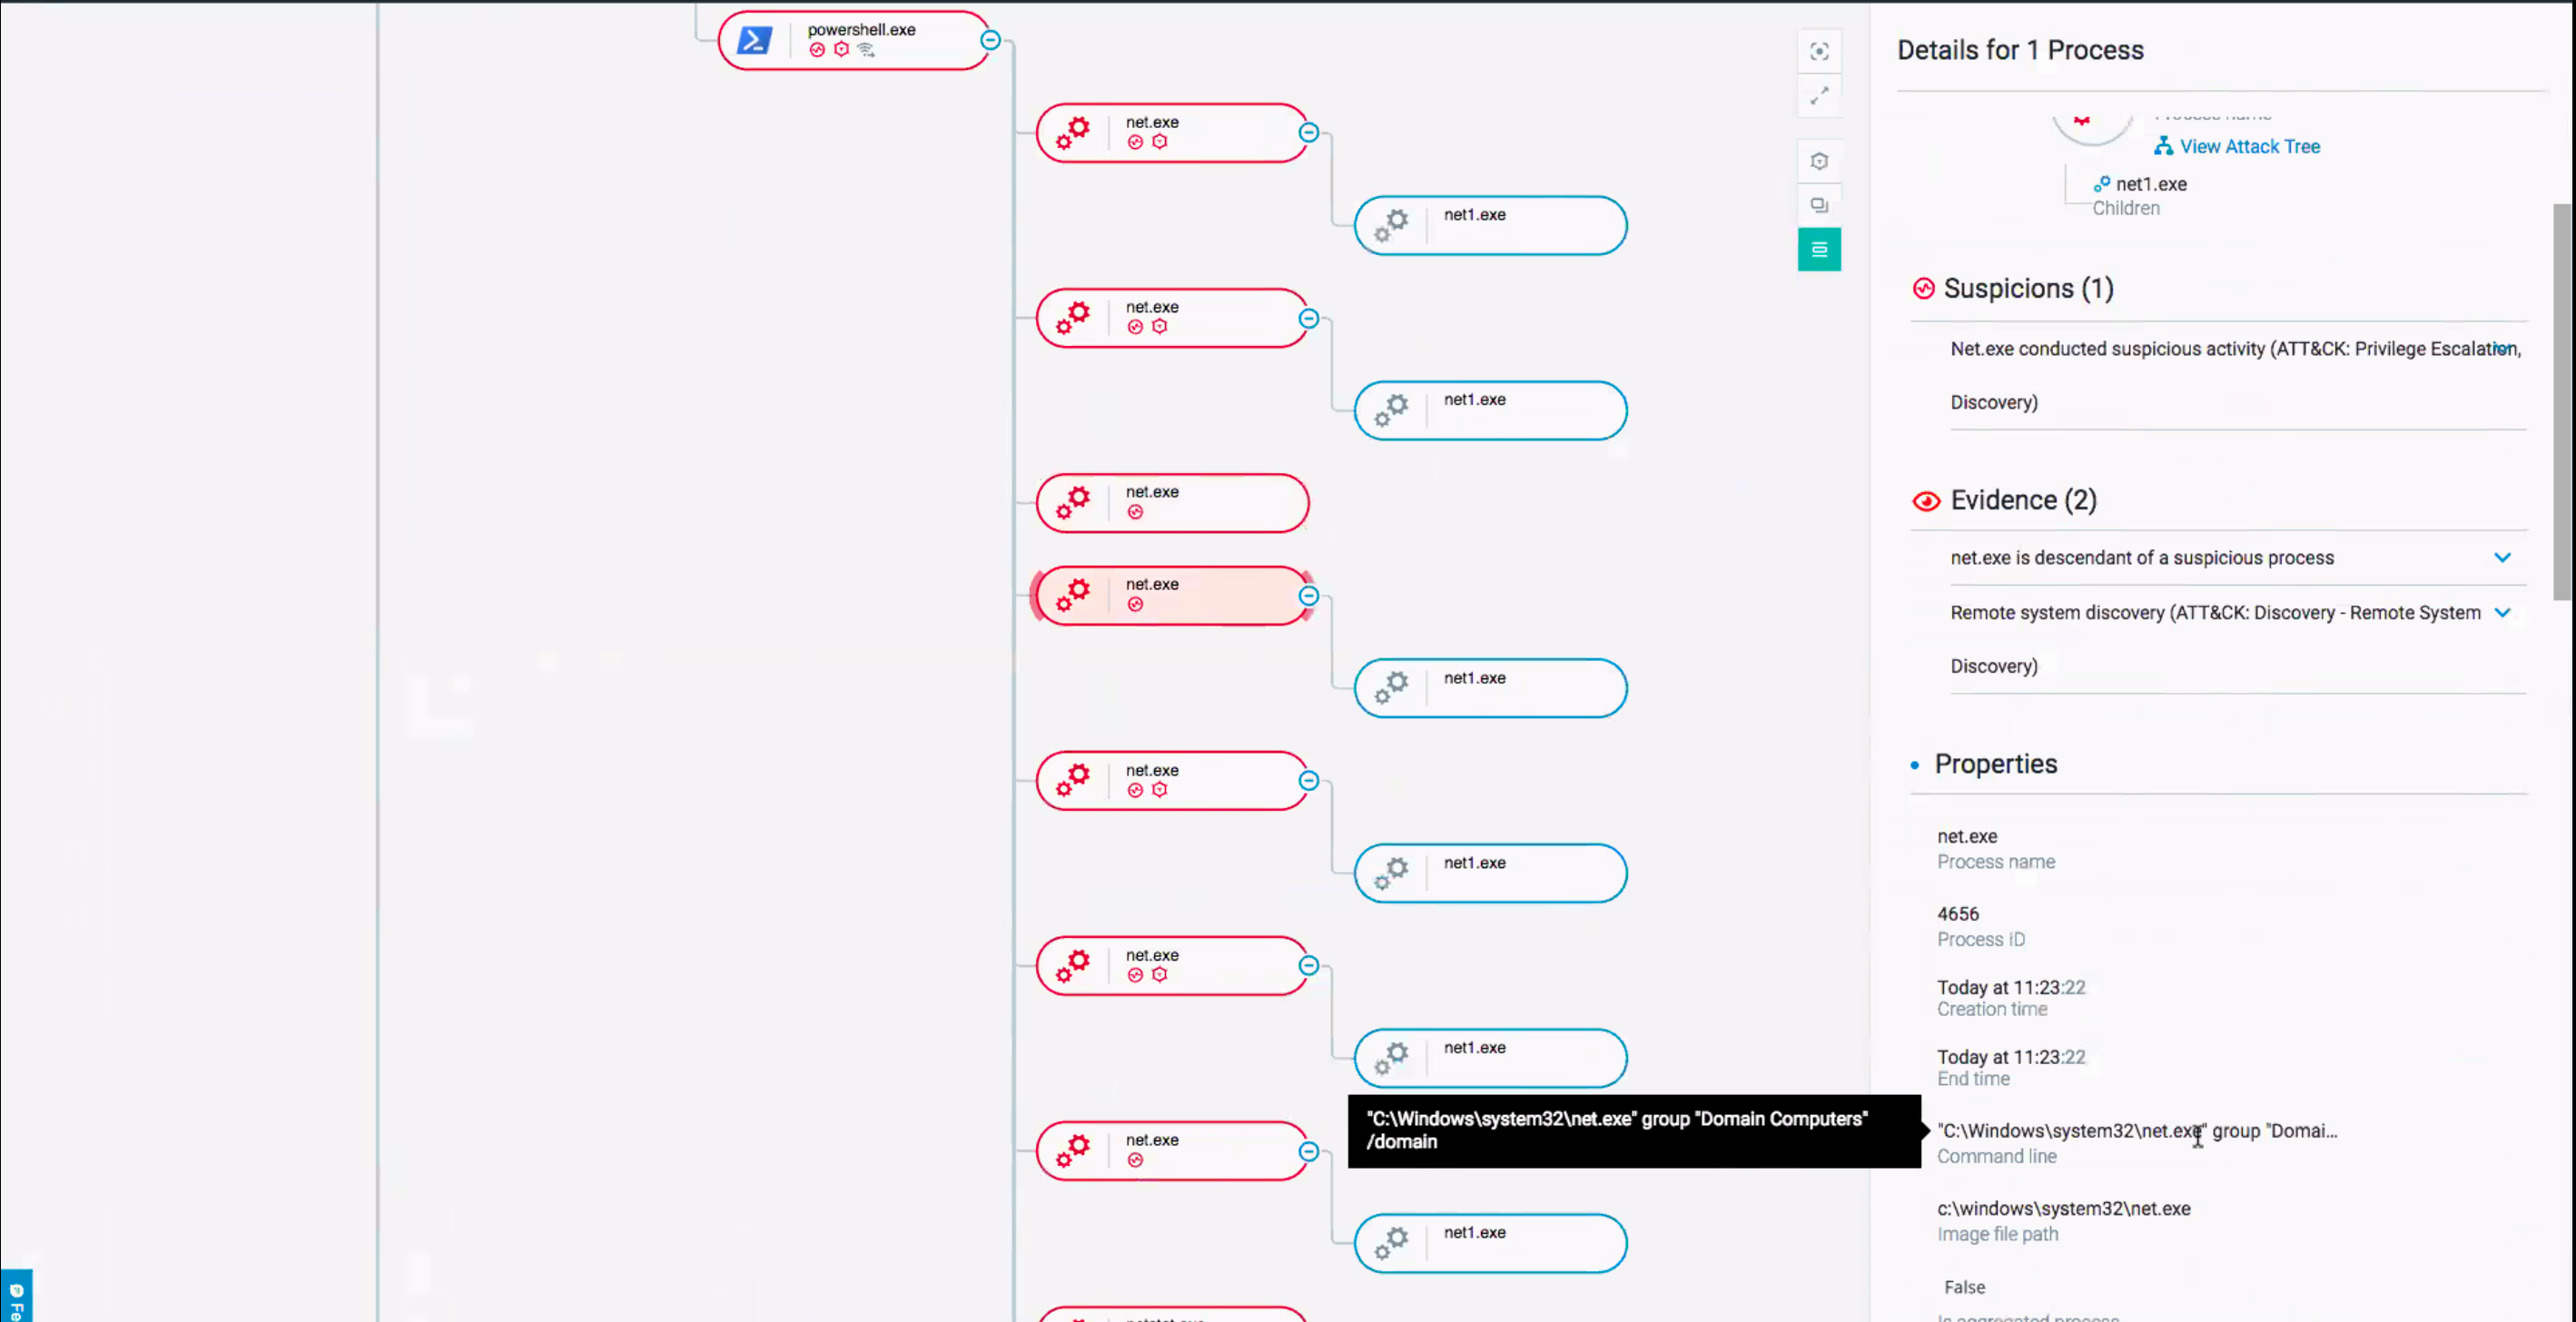 powershell.exe
net.exe
net1.exe
net.exe
net1.exe
net.exe
net.exe
net1.exe
net.exe
net1.exe
net.exe
net1.exe
net.exe
net1.exe
"C:\Windows\system32\net.exe" group "Domain Computers"
/domain
Fe
Details for 1 Process
Process name
View Attack Tree
net1.exe
Children
Suspicions (1)
Net.exe conducted suspicious activity (ATT&CK: Privilege Escalation,
Discovery)
Evidence (2)
net.exe is descendant of a suspicious process
Remote system discovery (ATT&CK: Discovery - Remote System
Discovery)
Properties
net.exe
Process name
4656
Process ID
Today at 11:23:22
Creation time
Today at 11:23:22
End time
"C:\Windows\system32\net.exe" group "Domai...
Command line
c:\windows\system32\net.exe
Image file path
False
Is aggregated process